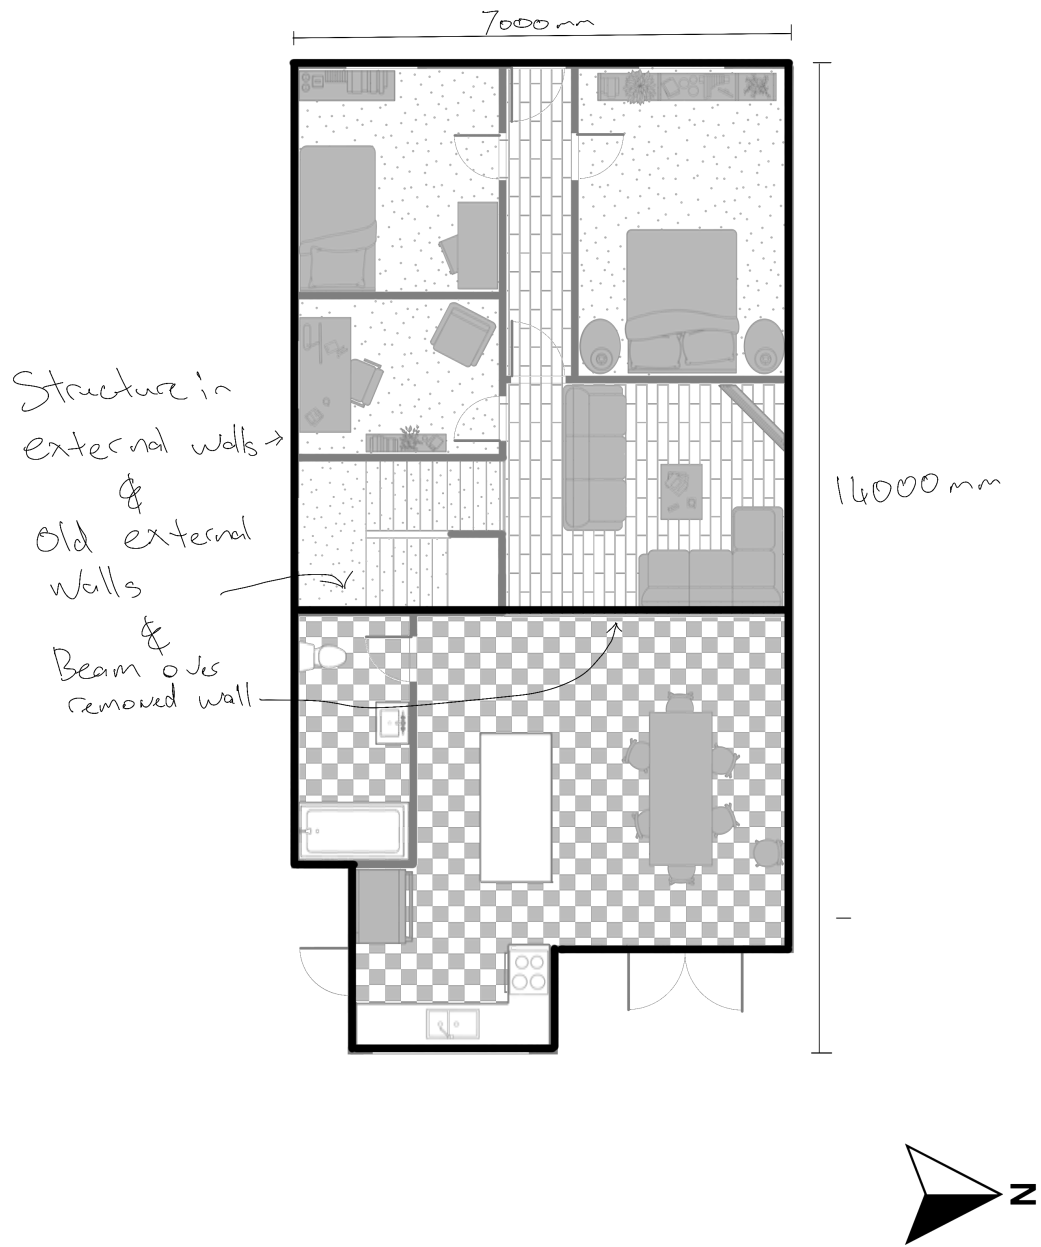 7000mm
Structure in
external walls
&
Old external
Walls
&
Beam over
removed wall
14000mm
N